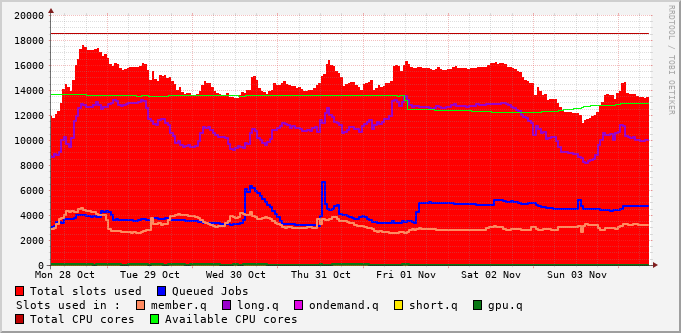 20000
18000
16000
14000
12000
10000
8000
6000
4000
2000
0
Mon 28 Oct Tue 29 Oct Wed 30 Oct Thu 31 Oct Fri 01 Nov Sat 02 Nov Sun 03 Nov
RRDTOOL / TOBI OETIKER
Total slots used Queued Jobs
Slots used in : member.q long.q ondemand.q short.q gpu.q
Total CPU cores Available CPU cores